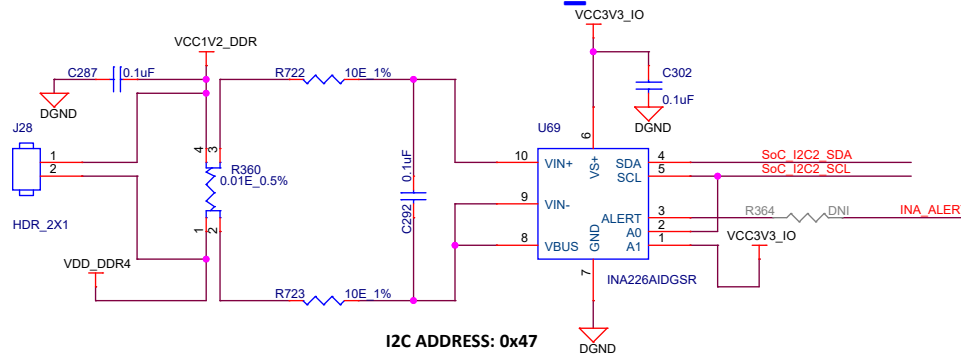 VCC3V3_IO
VCC1V2_DDR
C287
0.1uF
R722
10E_1%
C302
0.1uF
DGND
DGND
J28
1
2
HDR_2X1
4
3
R360
0.01E_0.5%
1
2
0.1uF
C292
U69
6
10
VIN+
VS+
SDA
4
SoC_I2C2_SDA
SCL
5
SoC_I2C2_SCL
9
VIN-
ALERT
3
R364
DNI
INA_ALERT
A0
2
8
VBUS
GND
A1
1
VCC3V3_IO
VDD_DDR4
7
INA226AIDGSR
R723
10E_1%
I2C ADDRESS: 0x47
DGND